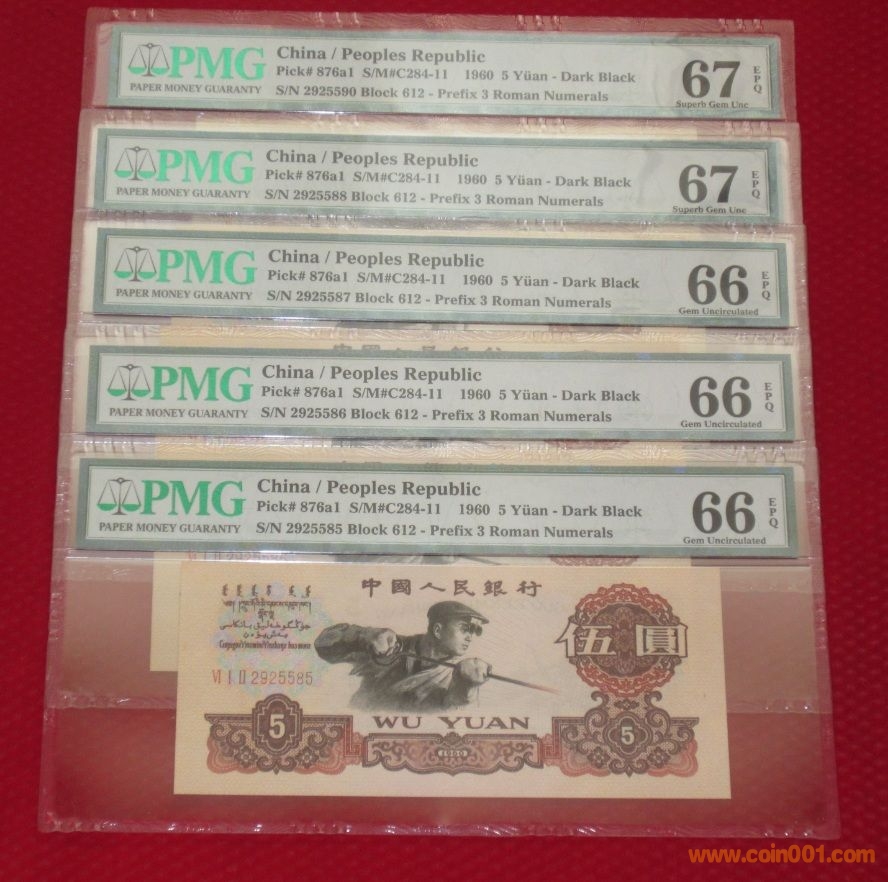 PMG
PAPER MONEY GUARANTY
China / Peoples Republic
Pick# 876a1 S/M#C284-11 1960 5 Yüan - Dark Black
S/N 2925590 Block 612 - Prefix 3 Roman Numerals
67 EPQ
Superb Gem Unc
PMG
PAPER MONEY GUARANTY
China / Peoples Republic
Pick# 876a1 S/M#C284-11 1960 5 Yüan - Dark Black
S/N 2925588 Block 612 - Prefix 3 Roman Numerals
67 EPQ
Superb Gem Unc
PMG
PAPER MONEY GUARANTY
China / Peoples Republic
Pick# 876a1 S/M#C284-11 1960 5 Yüan - Dark Black
S/N 2925587 Block 612 - Prefix 3 Roman Numerals
66 EPQ
Gem Uncirculated
PMG
PAPER MONEY GUARANTY
China / Peoples Republic
Pick# 876a1 S/M#C284-11 1960 5 Yüan - Dark Black
S/N 2925586 Block 612 - Prefix 3 Roman Numerals
66 EPQ
Gem Uncirculated
PMG
PAPER MONEY GUARANTY
China / Peoples Republic
Pick# 876a1 S/M#C284-11 1960 5 Yüan - Dark Black
S/N 2925585 Block 612 - Prefix 3 Roman Numerals
66 EPQ
Gem Uncirculated
中國人民銀行
伍圓
VI I II 2925585
5
WU YUAN
1960
5
www.coin001.com